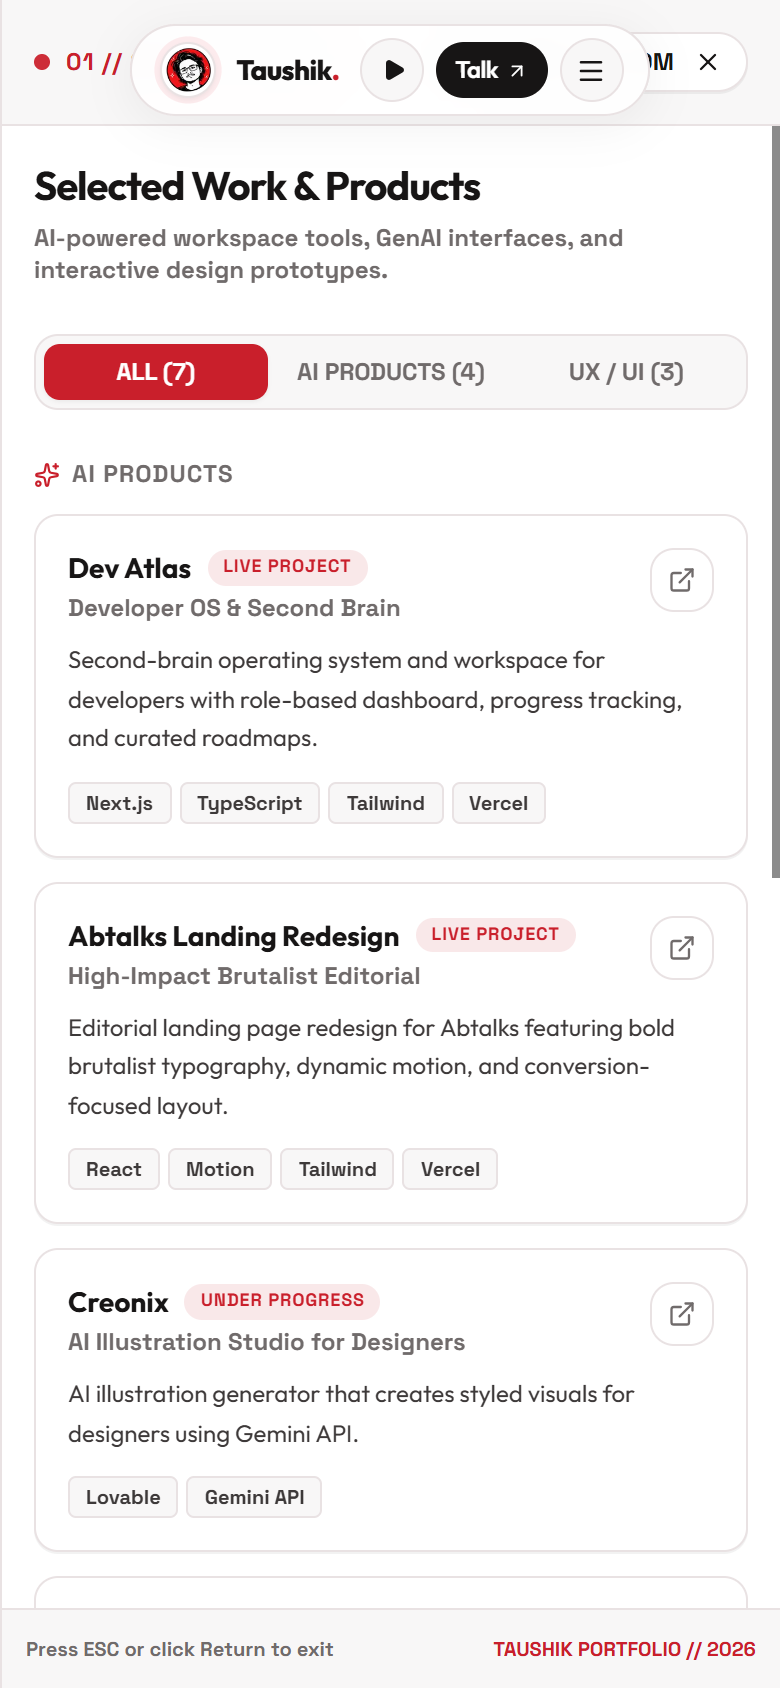 01 //
Taushik.
Talk
Selected Work & Products
AI-powered workspace tools, GenAI interfaces, and
interactive design prototypes.
ALL (7)
AI PRODUCTS (4)
UX / UI (3)
AI PRODUCTS
Dev Atlas LIVE PROJECT
Developer OS & Second Brain
Second-brain operating system and workspace for
developers with role-based dashboard, progress tracking,
and curated roadmaps.
Next.js TypeScript Tailwind Vercel
Abtalks Landing Redesign LIVE PROJECT
High-Impact Brutalist Editorial
Editorial landing page redesign for Abtalks featuring bold
brutalist typography, dynamic motion, and conversion-
focused layout.
React Motion Tailwind Vercel
Creonix UNDER PROGRESS
AI Illustration Studio for Designers
AI illustration generator that creates styled visuals for
designers using Gemini API.
Lovable Gemini API
Press ESC or click Return to exit
TAUSHIK PORTFOLIO // 2026